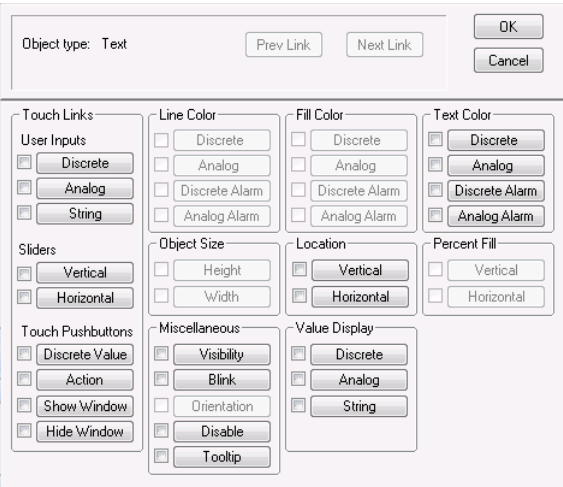 Object type: Text
Prev Link
Next Link
OK
Cancel
Touch Links
User Inputs
Discrete
Analog
String
Sliders
Vertical
Horizontal
Touch Pushbuttons
Discrete Value
Action
Show Window
Hide Window
Line Color
Discrete
Analog
Discrete Alarm
Analog Alarm
Object Size
Height
Width
Miscellaneous
Visibility
Blink
Orientation
Disable
Tooltip
Fill Color
Discrete
Analog
Discrete Alarm
Analog Alarm
Location
Vertical
Horizontal
Value Display
Discrete
Analog
String
Text Color
Discrete
Analog
Discrete Alarm
Analog Alarm
Percent Fill
Vertical
Horizontal